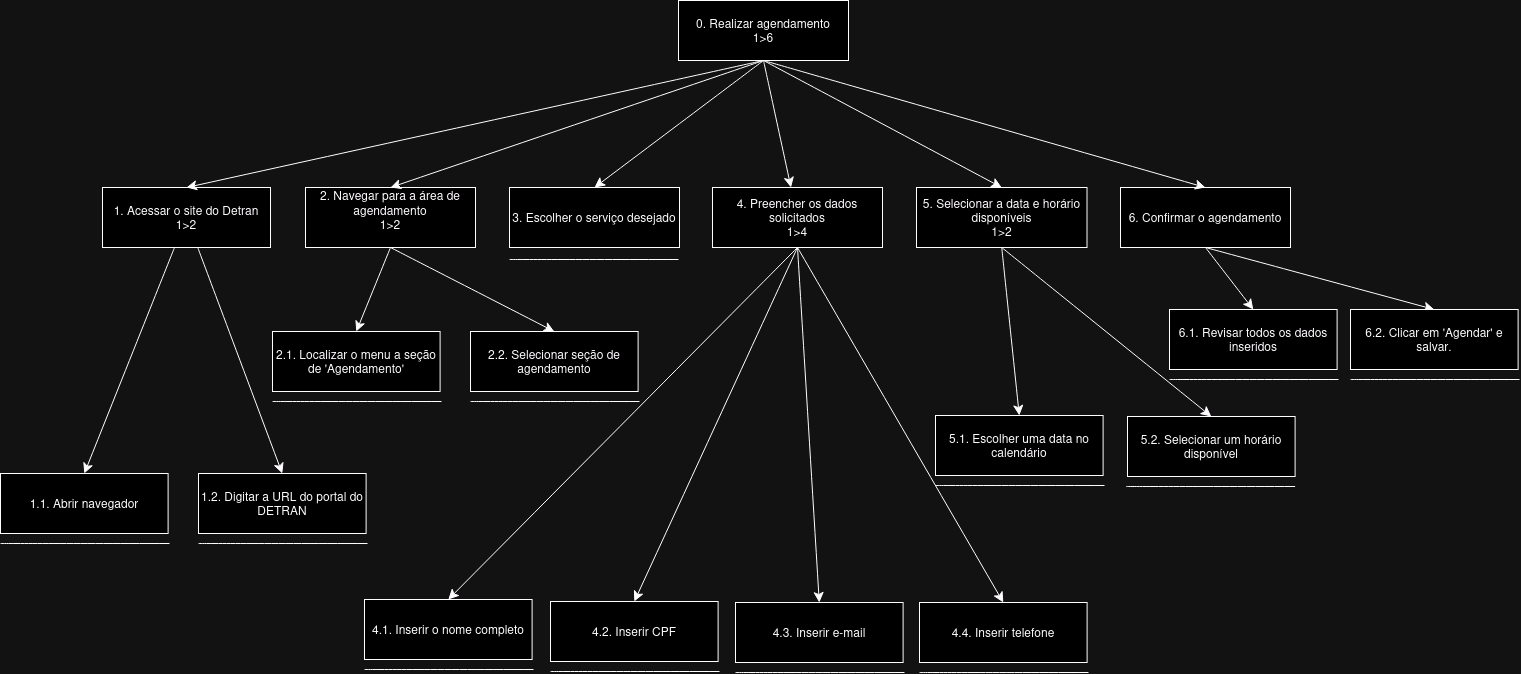 0. Realizar agendamento
1>6
1. Acessar o site do Detran
1>2
2. Navegar para a área de
agendamento
1>2
3. Escolher o serviço desejado
4. Preencher os dados
solicitados
1>4
5. Selecionar a data e horário
disponíveis
1>2
6. Confirmar o agendamento
6.1. Revisar todos os dados
inseridos
6.2. Clicar em 'Agendar' e
salvar.
2.1. Localizar o menu a seção
de 'Agendamento'
2.2. Selecionar seção de
agendamento
5.1. Escolher uma data no
calendário
5.2. Selecionar um horário
disponível
1.1. Abrir navegador
1.2. Digitar a URL do portal do
DETRAN
4.1. Inserir o nome completo
4.2. Inserir CPF
4.3. Inserir e-mail
4.4. Inserir telefone